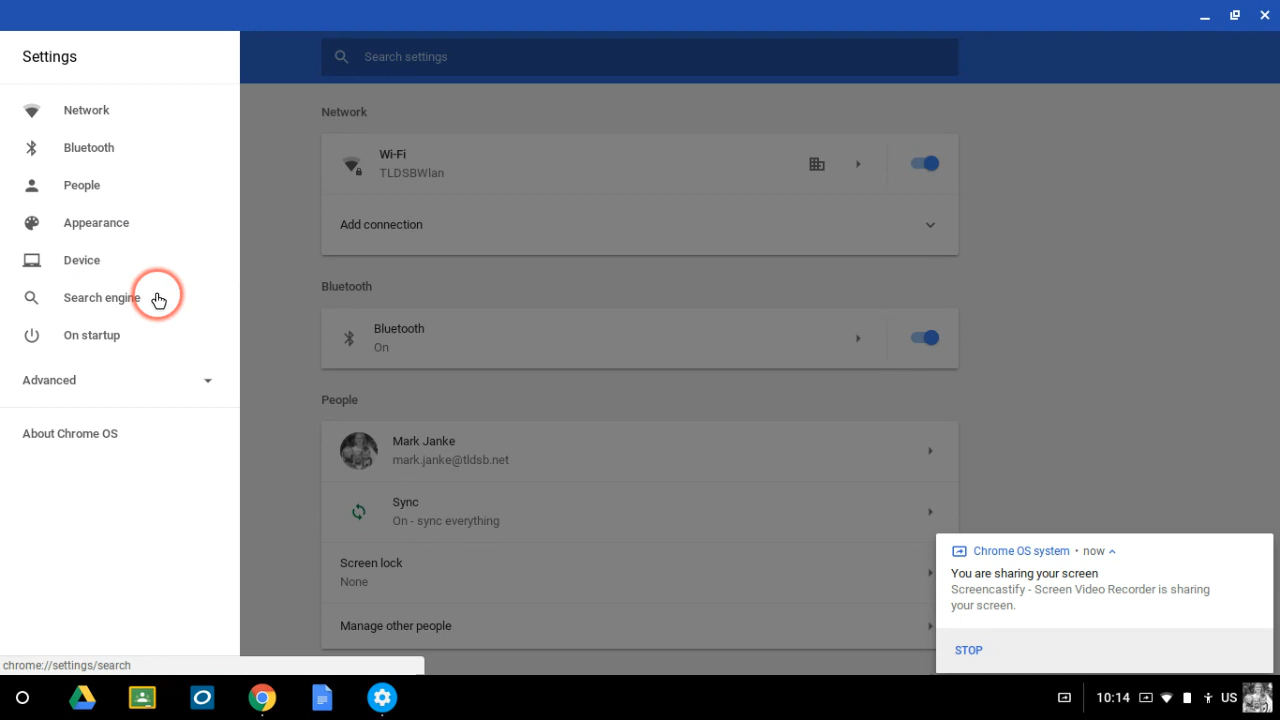 Settings
Search settings
Network
Bluetooth
People
Appearance
Device
Search engine
On startup
Advanced
About Chrome OS
Network
Wi-Fi
TLDSBWlan
Add connection
Bluetooth
Bluetooth
On
People
Mark Janke
mark.janke@tldsb.net
Sync
On - sync everything
Screen lock
None
Manage other people
Chrome OS system • now
You are sharing your screen
Screencastify - Screen Video Recorder is sharing
your screen.
STOP
chrome://settings/search
10:14
US